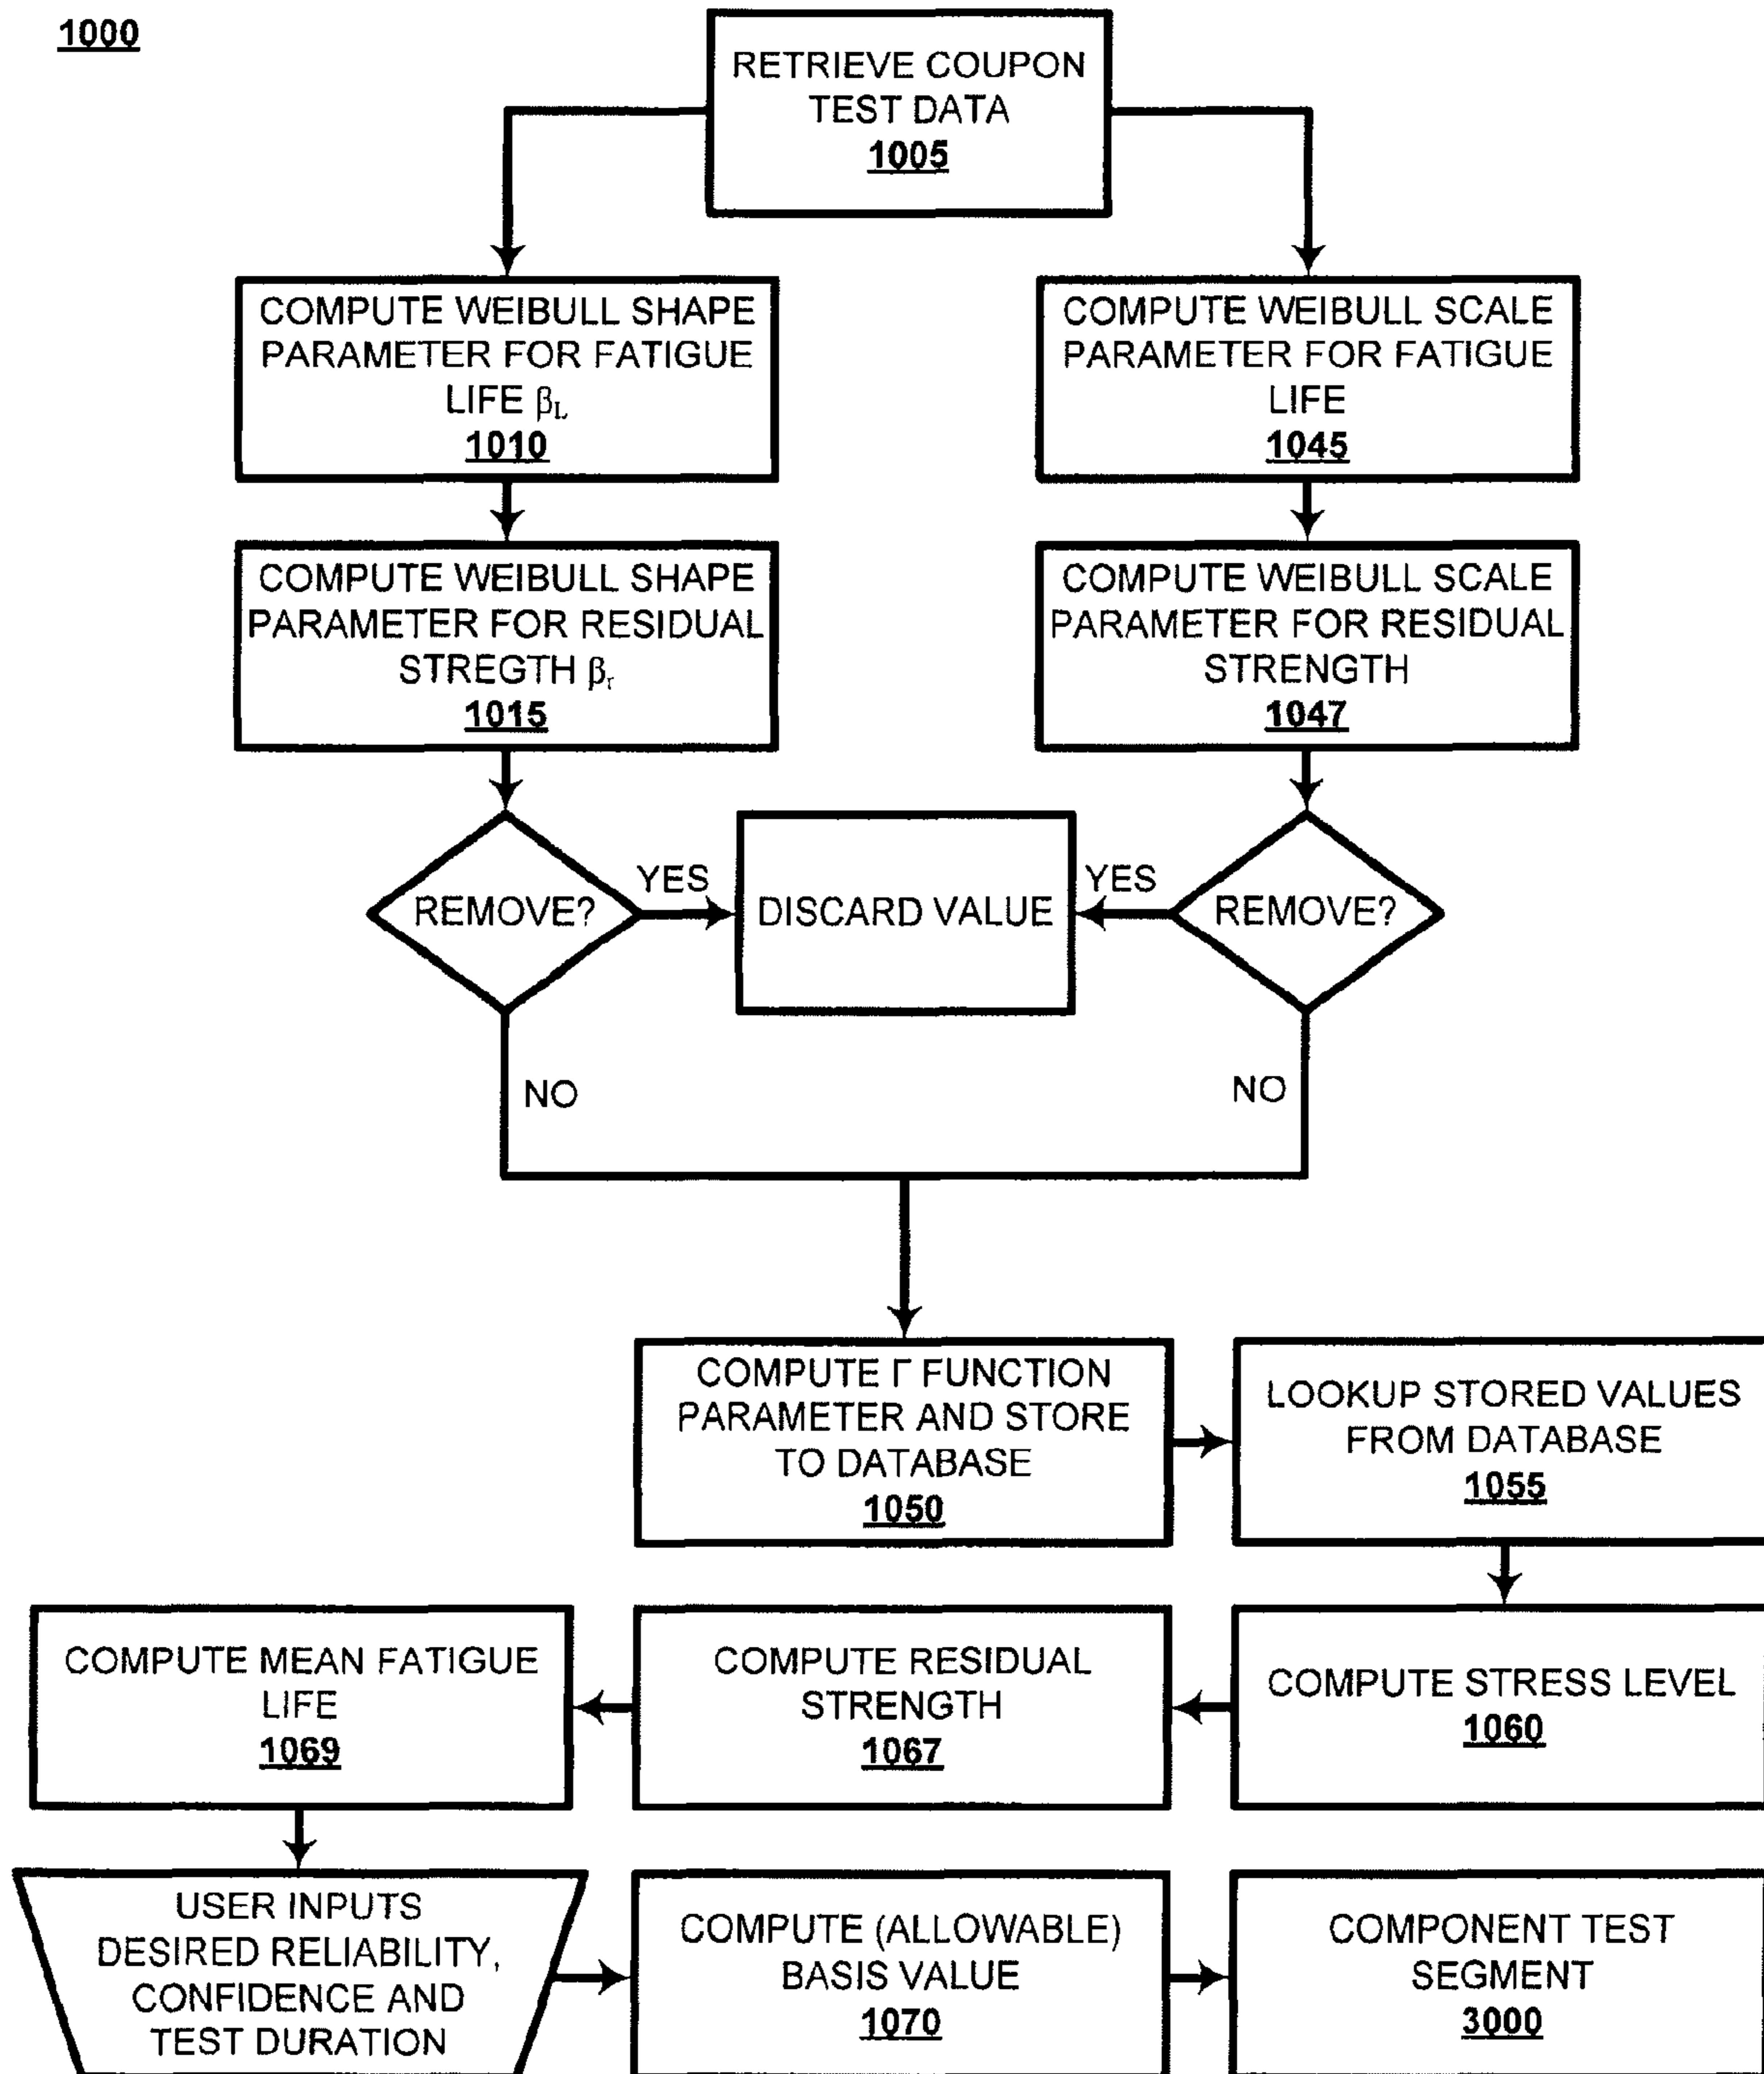 1000
RETRIEVE COUPON
TEST DATA
1005
COMPUTE WEIBULL SHAPE
PARAMETER FOR FATIGUE
LIFE βL
1010
COMPUTE WEIBULL SCALE
PARAMETER FOR FATIGUE
LIFE
1045
COMPUTE WEIBULL SHAPE
PARAMETER FOR RESIDUAL
STREGTH βr
1015
COMPUTE WEIBULL SCALE
PARAMETER FOR RESIDUAL
STRENGTH
1047
REMOVE?
YES
DISCARD VALUE
YES
REMOVE?
NO
NO
COMPUTE Γ FUNCTION
PARAMETER AND STORE
TO DATABASE
1050
LOOKUP STORED VALUES
FROM DATABASE
1055
COMPUTE STRESS LEVEL
1060
COMPUTE RESIDUAL
STRENGTH
1067
COMPUTE MEAN FATIGUE
LIFE
1069
USER INPUTS
DESIRED RELIABILITY,
CONFIDENCE AND
TEST DURATION
COMPUTE (ALLOWABLE)
BASIS VALUE
1070
COMPONENT TEST
SEGMENT
3000